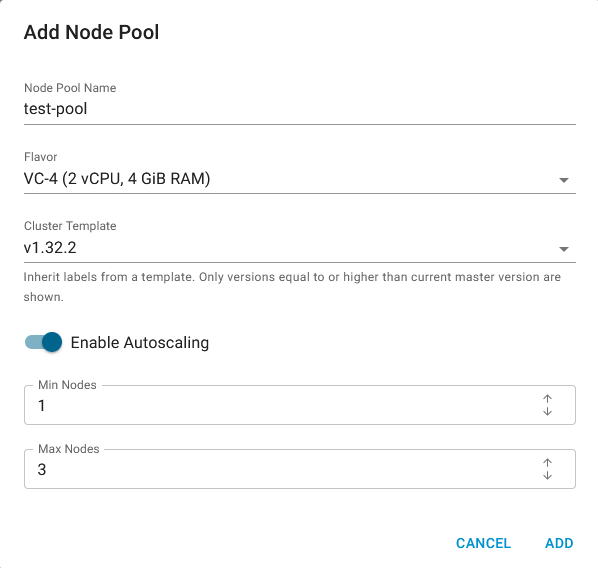 Add Node Pool
Node Pool Name
test-pool
Flavor
VC-4 (2 vCPU, 4 GiB RAM)
Cluster Template
v1.32.2
Inherit labels from a template. Only versions equal to or higher than current master version are
shown.
Enable Autoscaling
Min Nodes
1
Max Nodes
3
CANCEL ADD